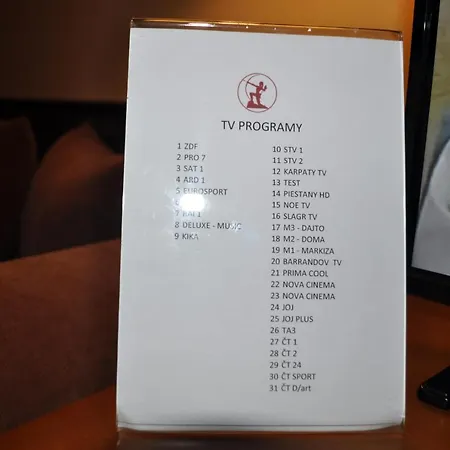 TV PROGRAMY
1 ZDF
2 PRO 7
3 SAT 1
4 ARD 1
5 EUROSPORT
6
7 RAI 1
8 DELUXE - MUSIC
9 KIKA
10 STV 1
11 STV 2
12 KARPATY TV
13 TEST
14 PIESTANY HD
15 NOE TV
16 SLAGR TV
17 M3 - DAJTO
18 M2 - DOMA
19 M1 - MARKIZA
20 BARRANDOV TV
21 PRIMA COOL
22 NOVA CINEMA
23 NOVA CINEMA
24 JOJ
25 JOJ PLUS
26 TA3
27 ČT 1
28 ČT 2
29 ČT 24
30 ČT SPORT
31 ČT D/art